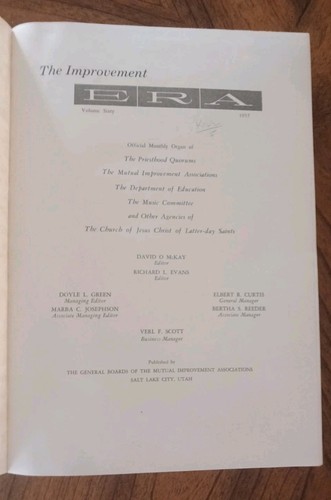 The Improvement
ERA
Volume Sixty 1957
Official Monthly Organ of
The Priesthood Quorums
The Mutual Improvement Associations
The Department of Education
The Music Committee
and Other Agencies of
The Church of Jesus Christ of Latter-day Saints
DAVID O McKAY
Editor
RICHARD L. EVANS
Editor
DOYLE L. GREEN
Managing Editor
MARBA C. JOSEPHSON
Associate Managing Editor
ELBERT R. CURTIS
General Manager
BERTHA S. REEDER
Associate Manager
VERL F. SCOTT
Business Manager
Published by
THE GENERAL BOARDS OF THE MUTUAL IMPROVEMENT ASSOCIATIONS
SALT LAKE CITY, UTAH